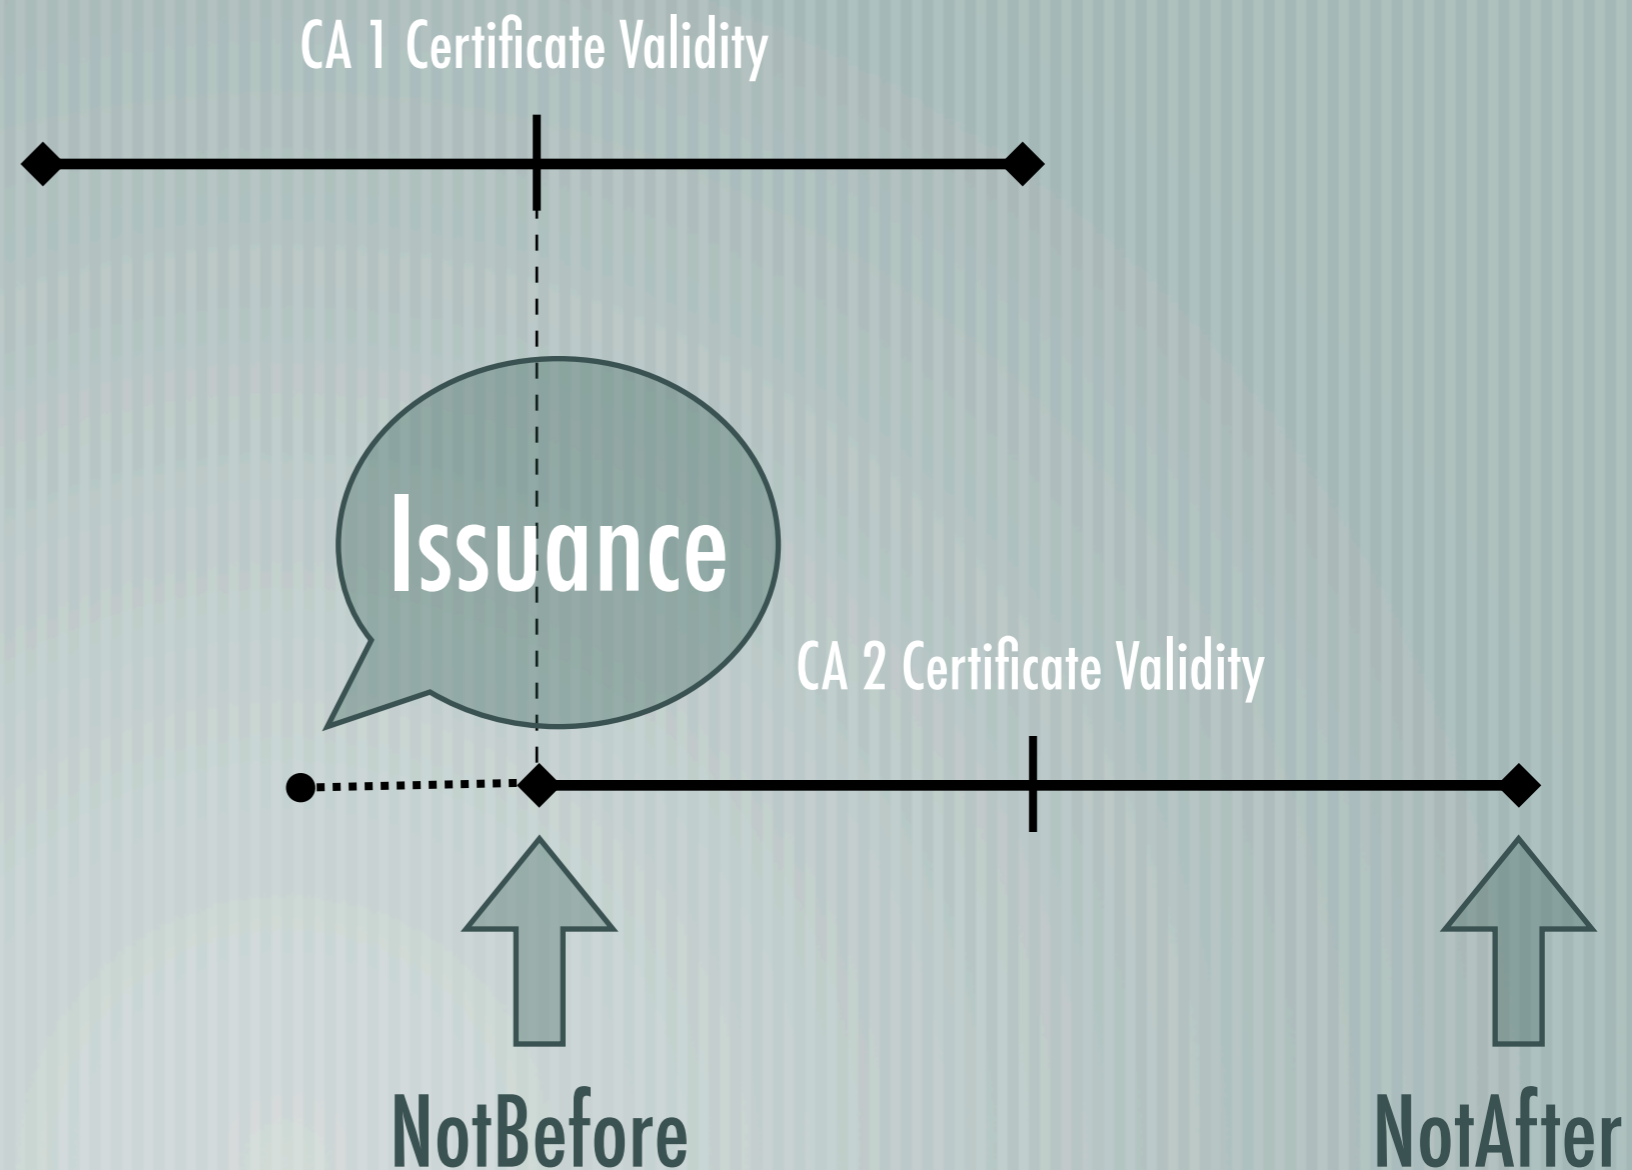 CA 1 Certificate Validity
Issuance
CA 2 Certificate Validity
NotBefore
NotAfter